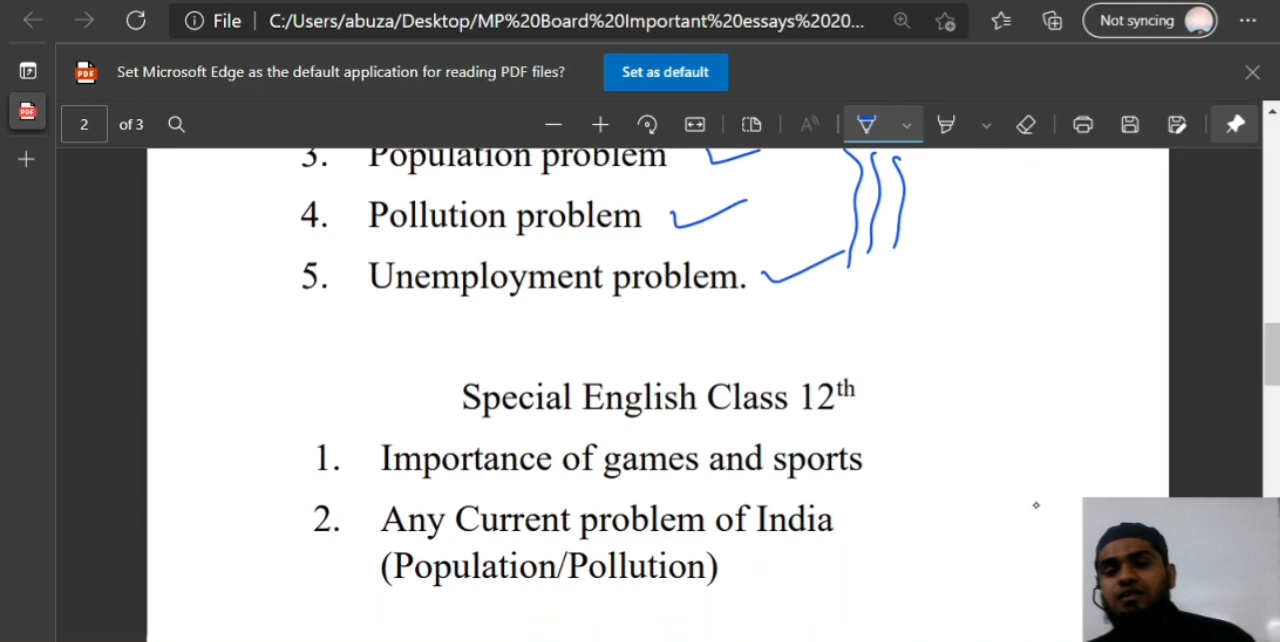 File
C:/Users/abuza/Desktop/MP%20Board%20Important%20essays%2020...
Not syncing
PDF
Set Microsoft Edge as the default application for reading PDF files?
Set as default
PDF
2 of 3
3. Population problem
4. Pollution problem
5. Unemployment problem.
Special English Class 12th
1. Importance of games and sports
2. Any Current problem of India
(Population/Pollution)